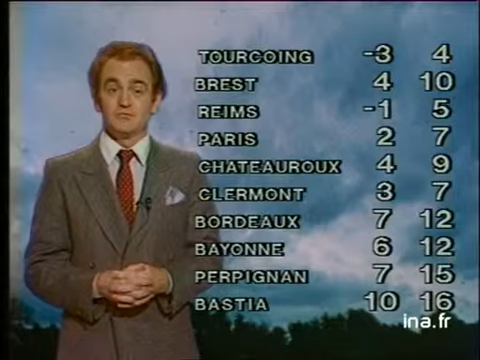 TOURCOING -3 4
BREST 4 10
REIMS -1 5
PARIS 2 7
CHATEAUROUX 4 9
CLERMONT 3 7
BORDEAUX 7 12
BAYONNE 6 12
PERPIGNAN 7 15
BASTIA 10 16
ina.fr